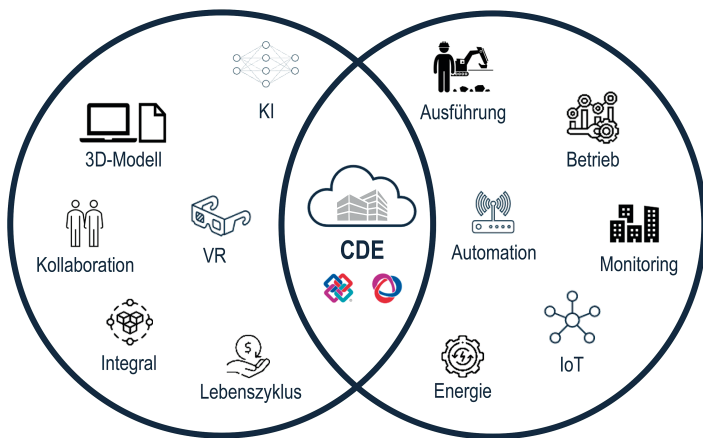 KI
Ausführung
3D-Modell
Betrieb
Kollaboration
VR
CDE
Automation
Monitoring
Integral
Lebenszyklus
Energie
IoT